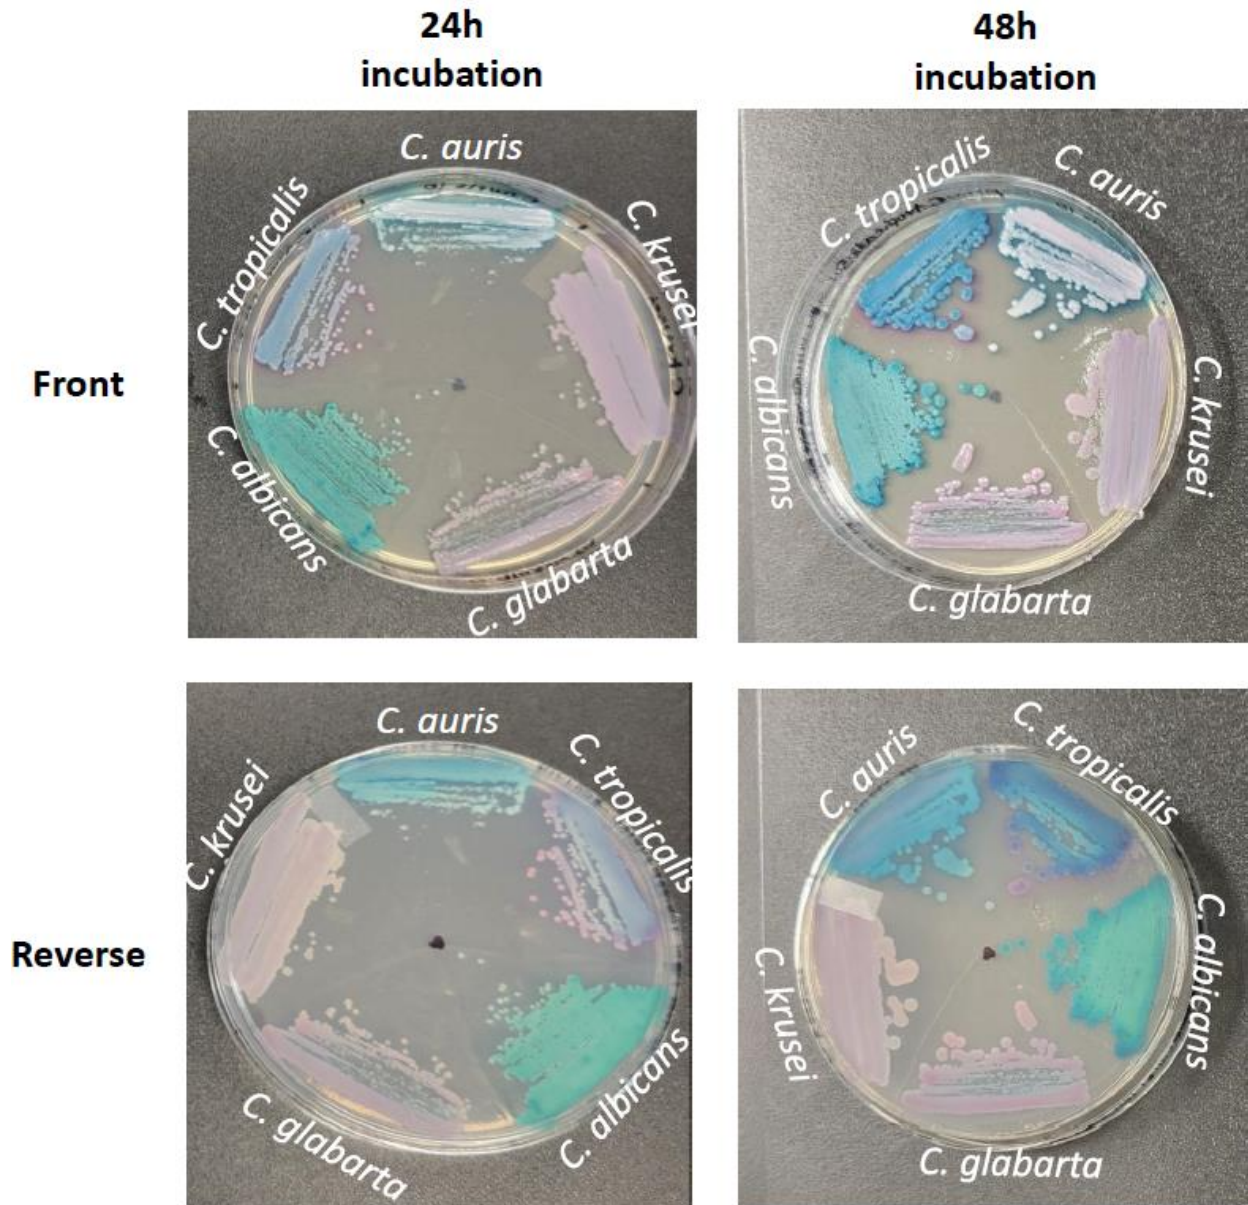 24h
incubation
48h
incubation
Front
C. auris
C. tropicalis
C. krusei
C. albicans
C. glabarta
C. tropicalis
C. auris
C. albicans
C. krusei
C. glabarta
Reverse
C. auris
C. tropicalis
C. krusei
C. glabarta
C. albicans
C. auris
C. tropicalis
C. krusei
C. albicans
C. glabarta